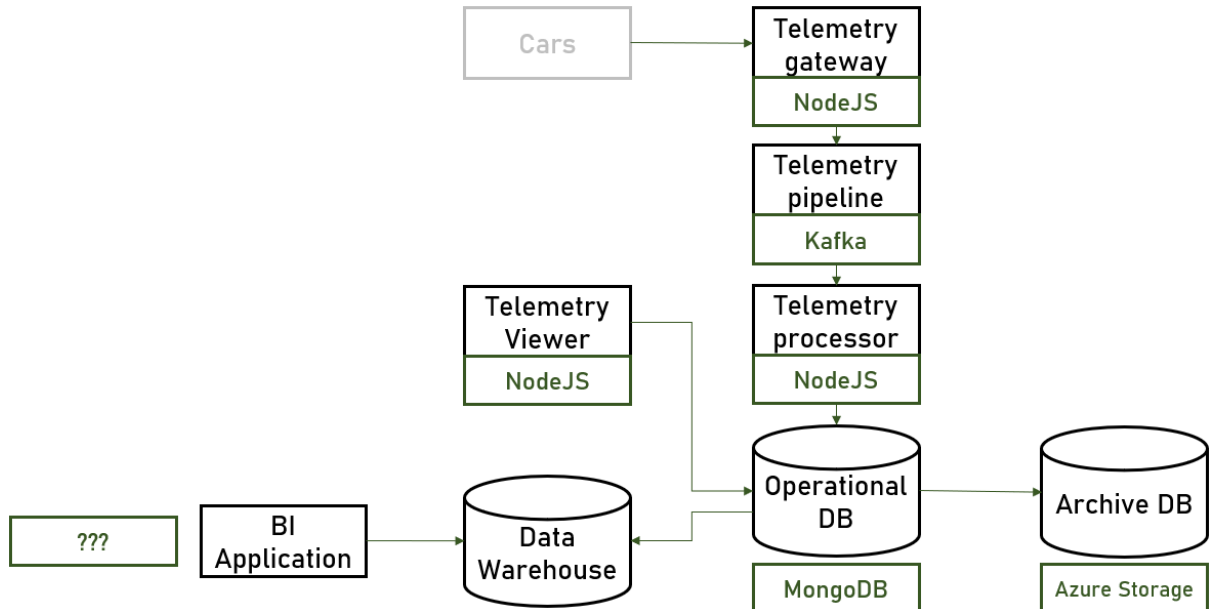 Cars
Telemetry
gateway
NodeJS
Telemetry
pipeline
Kafka
Telemetry
Viewer
NodeJS
Telemetry
processor
NodeJS
Operational
DB
MongoDB
Archive DB
Azure Storage
???
BI
Application
Data
Warehouse